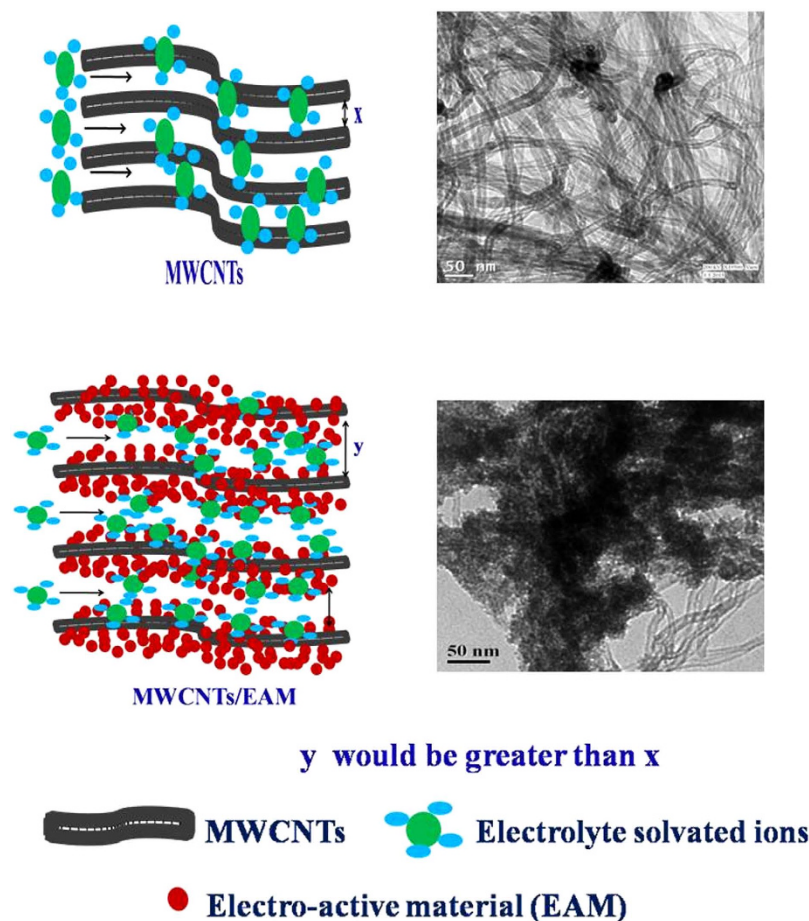 x
MWCNTs
50 nm
y
MWCNTs/EAM
50 nm
y would be greater than x
MWCNTs
Electrolyte solvated ions
Electro-active material (EAM)